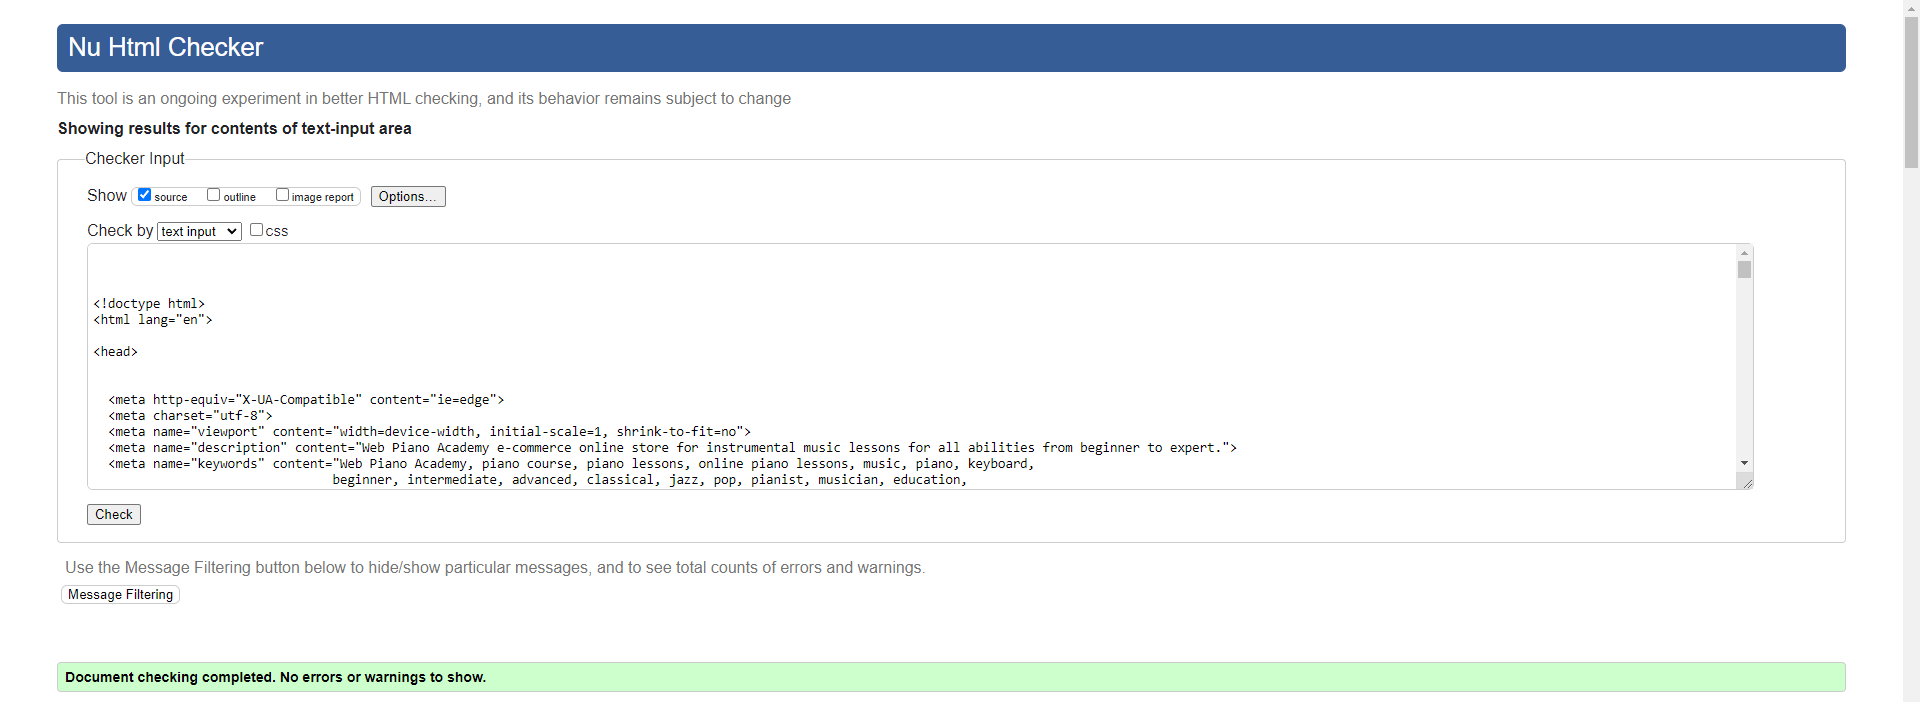 Nu Html Checker
This tool is an ongoing experiment in better HTML checking, and its behavior remains subject to change
Showing results for contents of text-input area
Checker Input
Show source outline image report Options...
Check by text input css
<!doctype html>
<html lang="en">
<head>
<meta http-equiv="X-UA-Compatible" content="ie=edge">
<meta charset="utf-8">
<meta name="viewport" content="width=device-width, initial-scale=1, shrink-to-fit=no">
<meta name="description" content="Web Piano Academy e-commerce online store for instrumental music lessons for all abilities from beginner to expert.">
<meta name="keywords" content="Web Piano Academy, piano course, piano lessons, online piano lessons, music, piano, keyboard,
beginner, intermediate, advanced, classical, jazz, pop, pianist, musician, education,
Check
Use the Message Filtering button below to hide/show particular messages, and to see total counts of errors and warnings.
Message Filtering
Document checking completed. No errors or warnings to show.